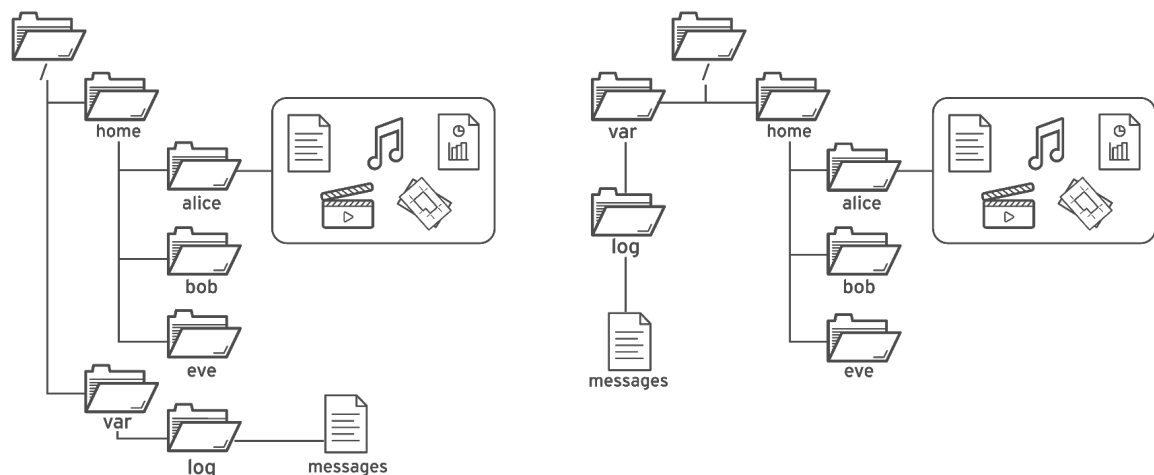 /
home
alice
bob
eve
var
log
messages
/
var
home
log
alice
bob
messages
eve